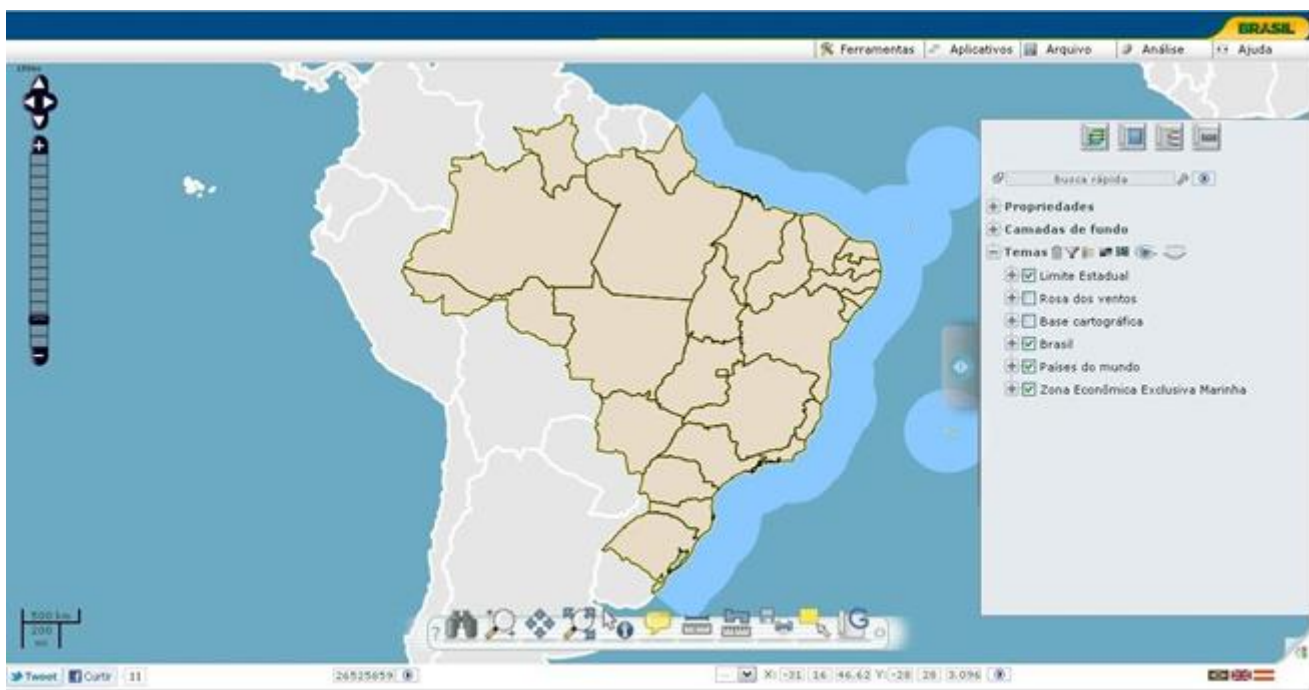 BRASIL
Ferramentas Aplicativos Arquivo Análise Ajuda
Busca rápida
Propriedades
Camadas de fundo
Temas
Limite Estadual
Rosa dos ventos
Base cartográfica
Brasil
Países do mundo
Zona Econômica Exclusiva Marinha
500 km
200
mi
?
Tweet Curtir 11 26525859 ... X: -31 16 46.62 Y: -28 28 3.096